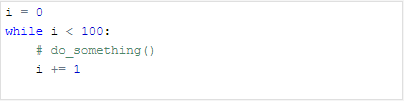 i = 0
while i < 100:
    # do_something()
    i += 1